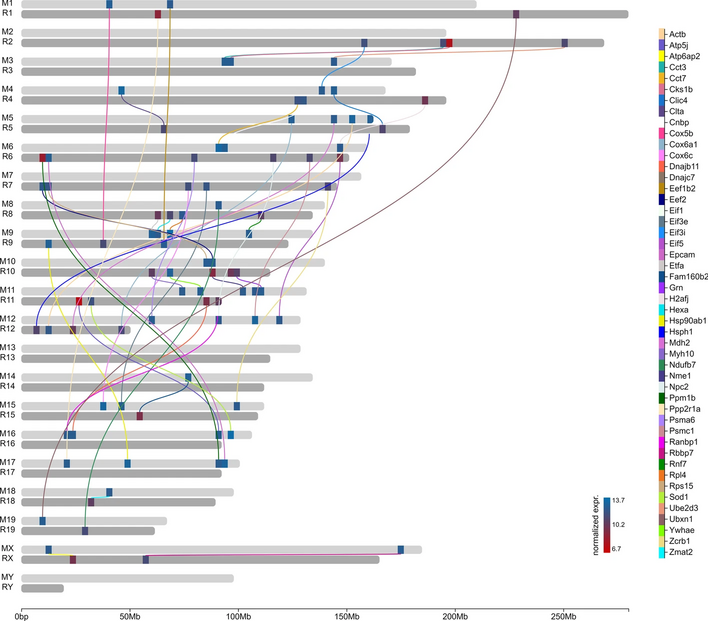 M1
R1
M2
R2
M3
R3
M4
R4
M5
R5
M6
R6
M7
R7
M8
R8
M9
R9
M10
R10
M11
R11
M12
R12
M13
R13
M14
R14
M15
R15
M16
R16
M17
R17
M18
R18
M19
R19
MX
RX
MY
RY
0bp
50Mb
100Mb
150Mb
200Mb
250Mb
normalized expr.
13.7
10.2
6.7
Actb
Atp5j
Atp6ap2
Cct3
Cct7
Cks1b
Clic4
Clta
Cnbp
Cox5b
Cox6a1
Cox6c
Dnajb11
Dnajc7
Eef1b2
Eef2
Eif1
Eif3e
Eif3i
Eif5
Epcam
Etfa
Fam160b2
Grn
H2afj
Hexa
Hsp90ab1
Hsph1
Mdh2
Myh10
Ndufb7
Nme1
Npc2
Ppm1b
Ppp2r1a
Psma6
Psmc1
Ranbp1
Rbbp7
Rnf7
Rpl4
Rps15
Sod1
Ube2d3
Ubxn1
Ywhae
Zcrb1
Zmat2